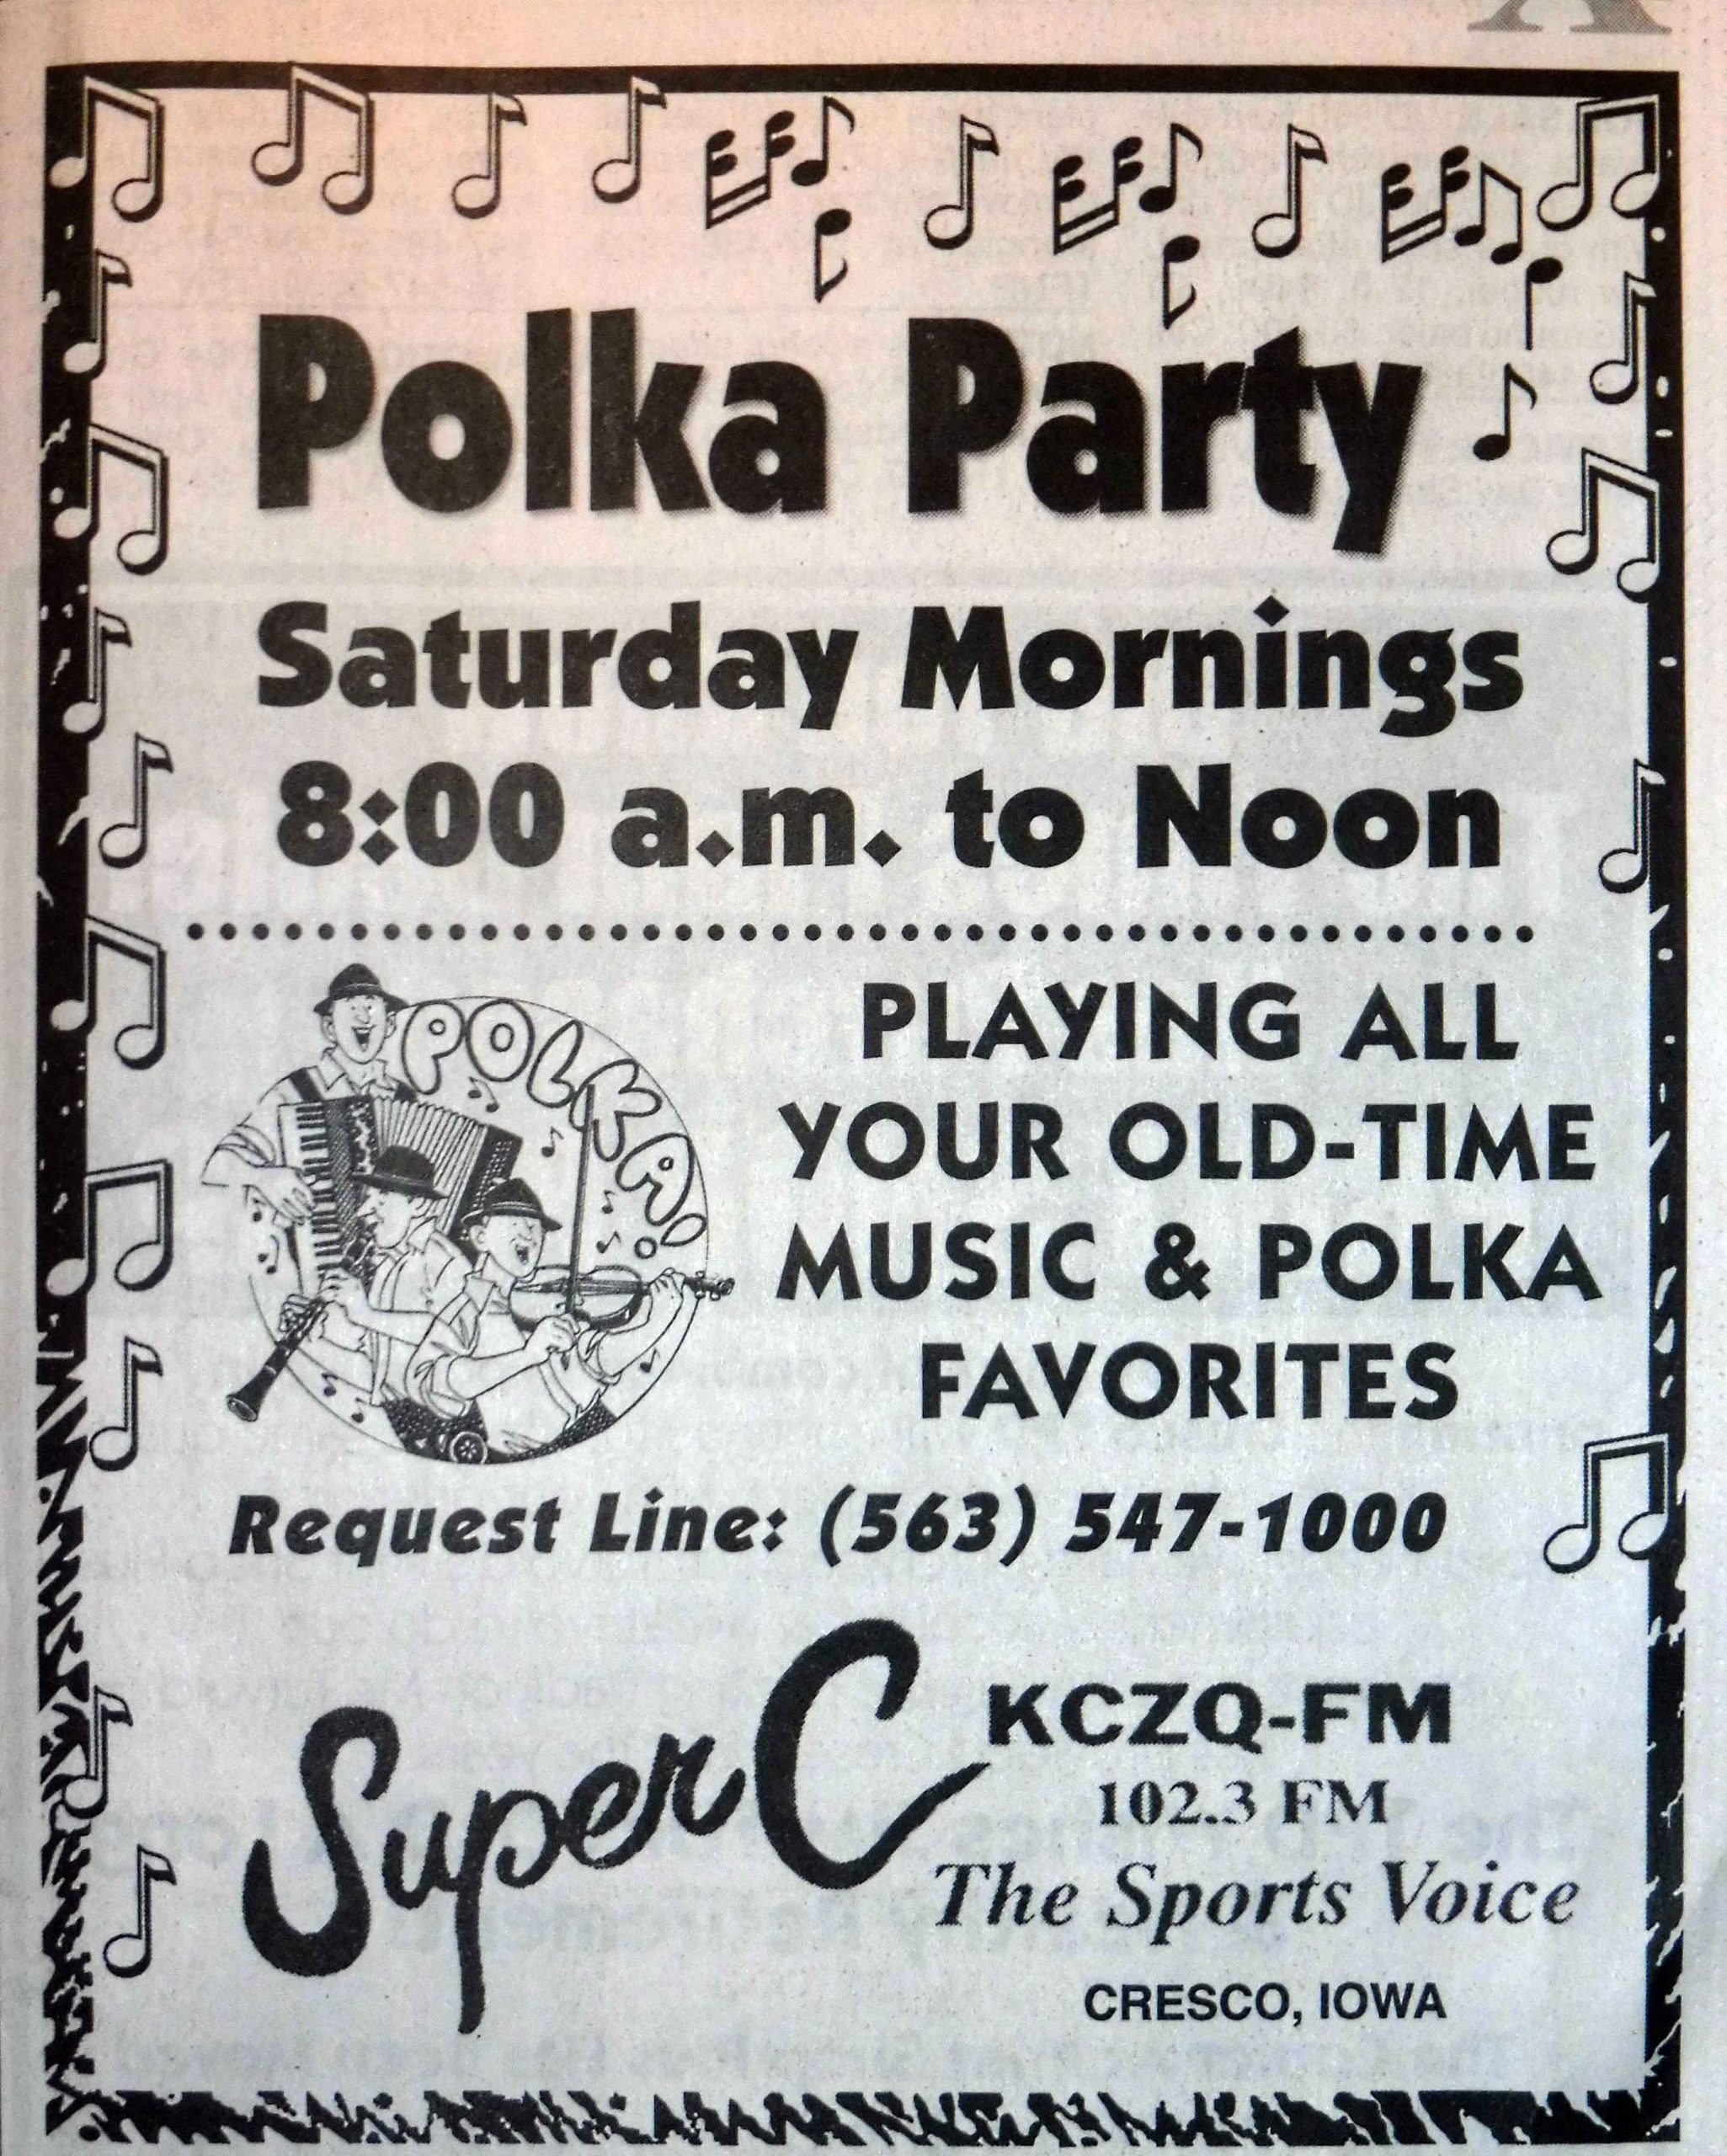 Polka Party
Saturday Mornings
8:00 a.m. to Noon
POLKA!
PLAYING ALL
YOUR OLD-TIME
MUSIC & POLKA
FAVORITES
Request Line: (563) 547-1000
Super C
KCZQ-FM
102.3 FM
The Sports Voice
CRESCO, IOWA